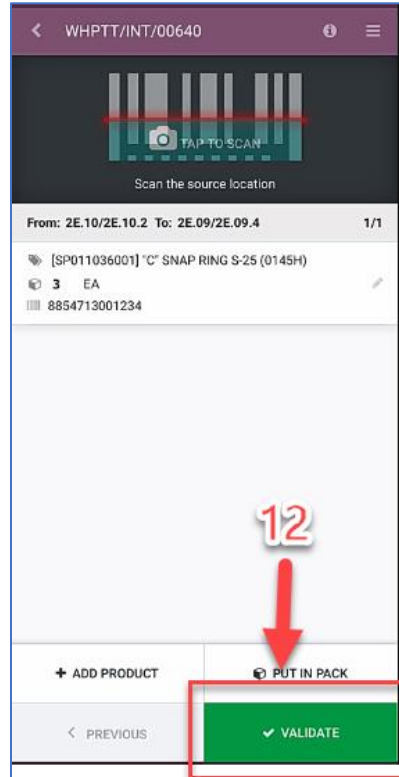 WHPTT/INT/00640
TAP TO SCAN
Scan the source location
From: 2E.10/2E.10.2 To: 2E.09/2E.09.4 1/1
[SP011036001] "C" SNAP RING S-25 (0145H)
3 EA
8854713001234
12
+ ADD PRODUCT PUT IN PACK
< PREVIOUS ✔ VALIDATE